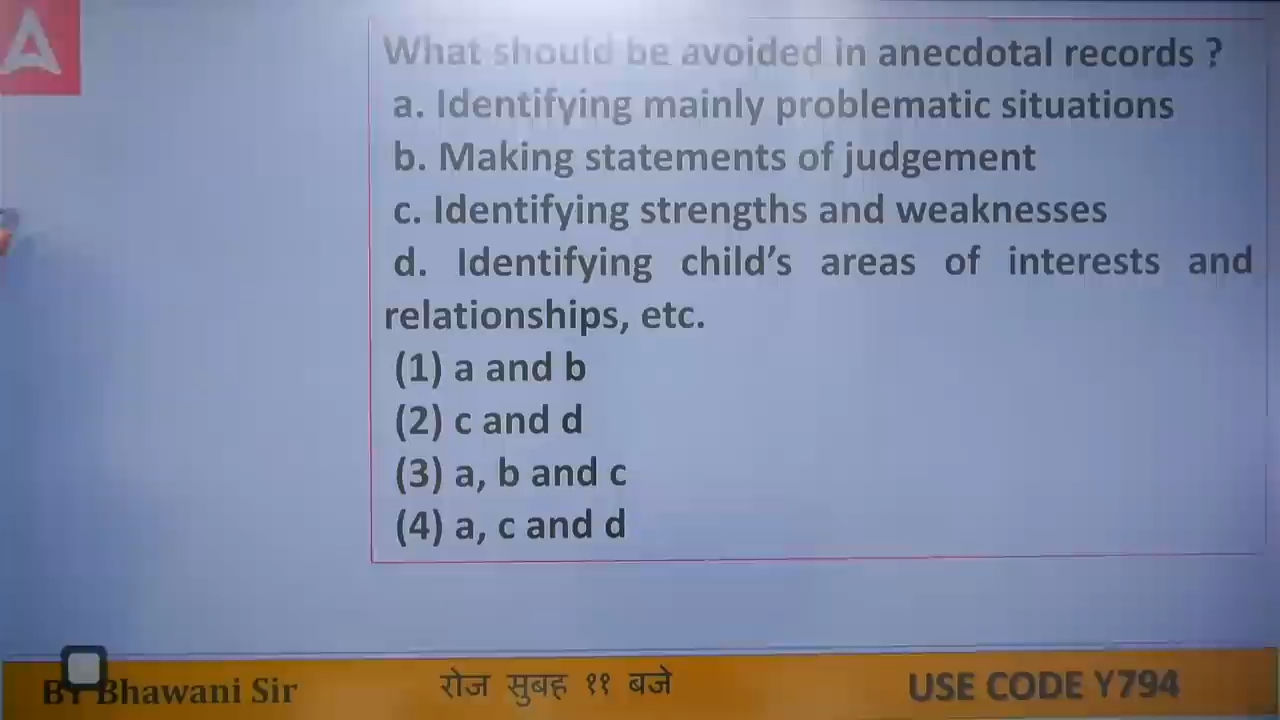 What should be avoided in anecdotal records ?
a. Identifying mainly problematic situations
b. Making statements of judgement
c. Identifying strengths and weaknesses
d. Identifying child's areas of interests and
relationships, etc.
(1) a and b
(2) c and d
(3) a, b and c
(4) a, c and d
BY Bhawani Sir
रोज सुबह ११ बजे
USE CODE Y794